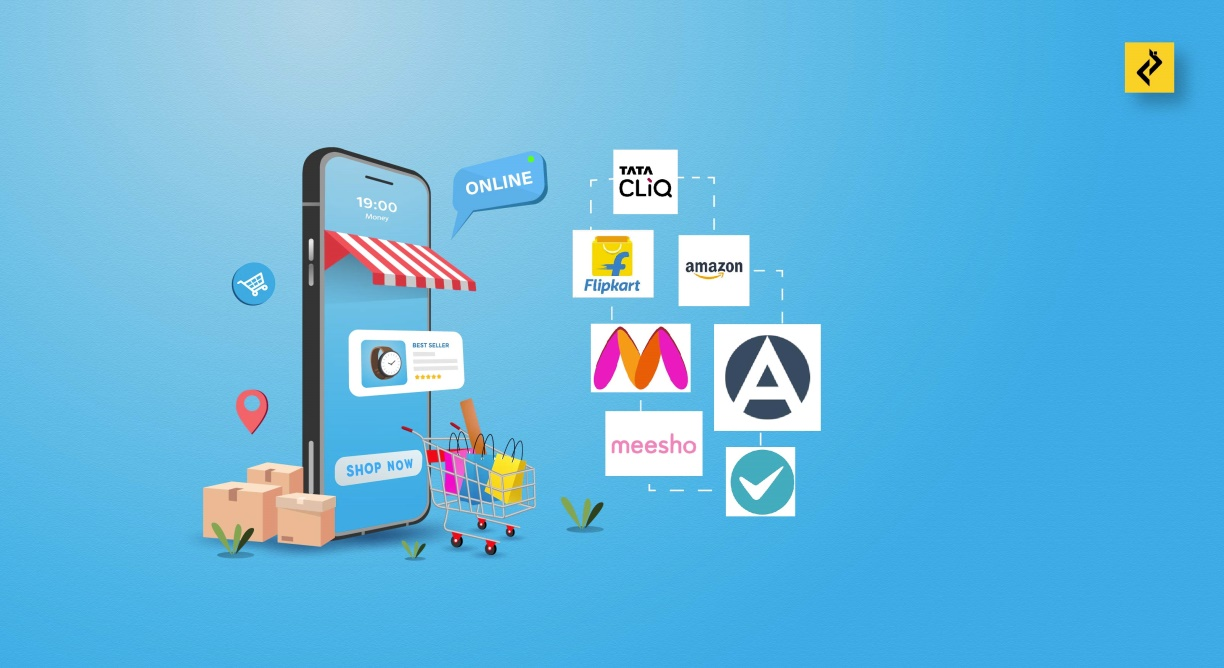 19:00
Money
ONLINE
BEST SELLER
SHOP NOW
TATA
CLiQ
f
Flipkart
amazon
A
meesho